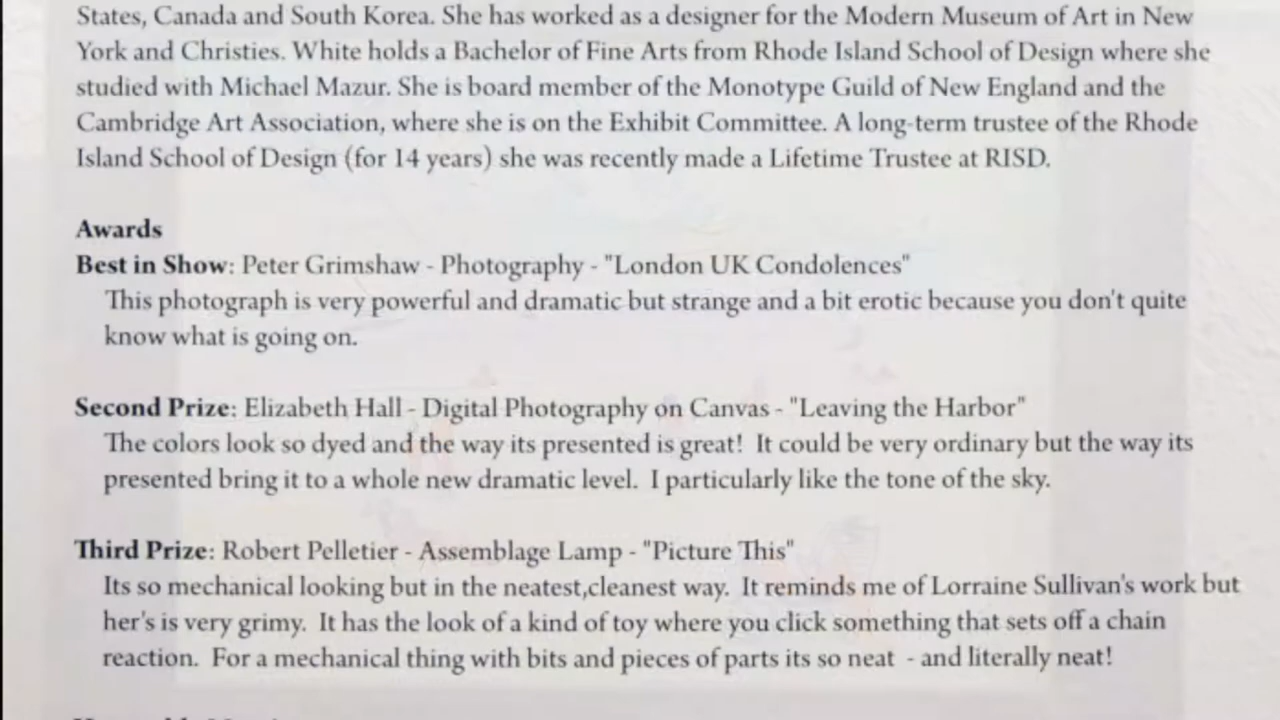 States, Canada and South Korea. She has worked as a designer for the Modern Museum of Art in New
York and Christies. White holds a Bachelor of Fine Arts from Rhode Island School of Design where she
studied with Michael Mazur. She is board member of the Monotype Guild of New England and the
Cambridge Art Association, where she is on the Exhibit Committee. A long-term trustee of the Rhode
Island School of Design (for 14 years) she was recently made a Lifetime Trustee at RISD.
Awards
Best in Show: Peter Grimshaw - Photography - "London UK Condolences"
This photograph is very powerful and dramatic but strange and a bit erotic because you don't quite
know what is going on.
Second Prize: Elizabeth Hall - Digital Photography on Canvas - "Leaving the Harbor"
The colors look so dyed and the way its presented is great! It could be very ordinary but the way its
presented bring it to a whole new dramatic level. I particularly like the tone of the sky.
Third Prize: Robert Pelletier - Assemblage Lamp - "Picture This"
Its so mechanical looking but in the neatest,cleanest way. It reminds me of Lorraine Sullivan's work but
her's is very grimy. It has the look of a kind of toy where you click something that sets off a chain
reaction. For a mechanical thing with bits and pieces of parts its so neat - and literally neat!